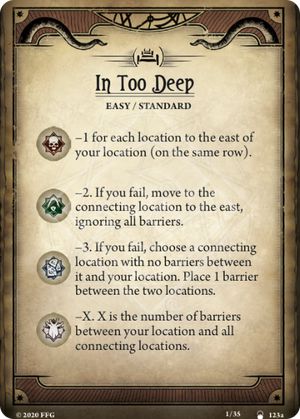 In Too Deep
EASY / STANDARD
–1 for each location to the east of
your location (on the same row).
–2. If you fail, move to the
connecting location to the east,
ignoring all barriers.
–3. If you fail, choose a connecting
location with no barriers between
it and your location. Place 1 barrier
between the two locations.
–X. X is the number of barriers
between your location and all
connecting locations.
© 2020 FFG
1/35
123a